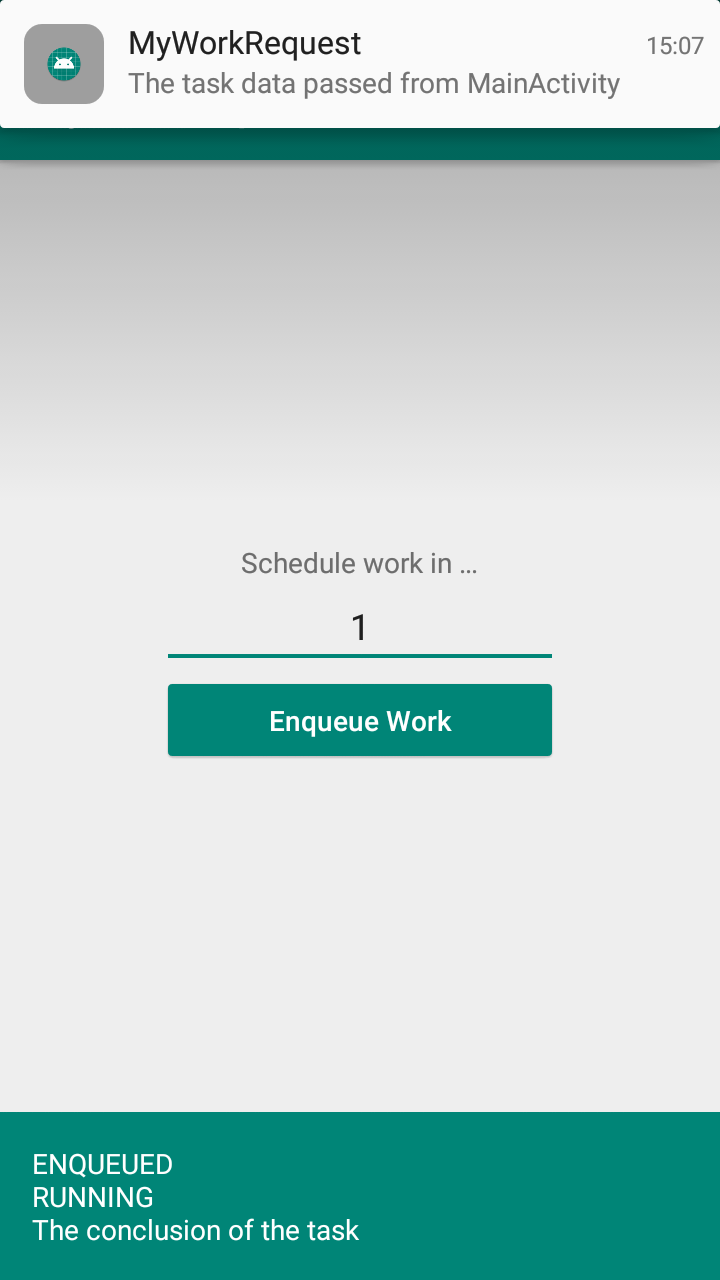 MyWorkRequest
15:07
The task data passed from MainActivity
Schedule work in …
1
Enqueue Work
ENQUEUED
RUNNING
The conclusion of the task